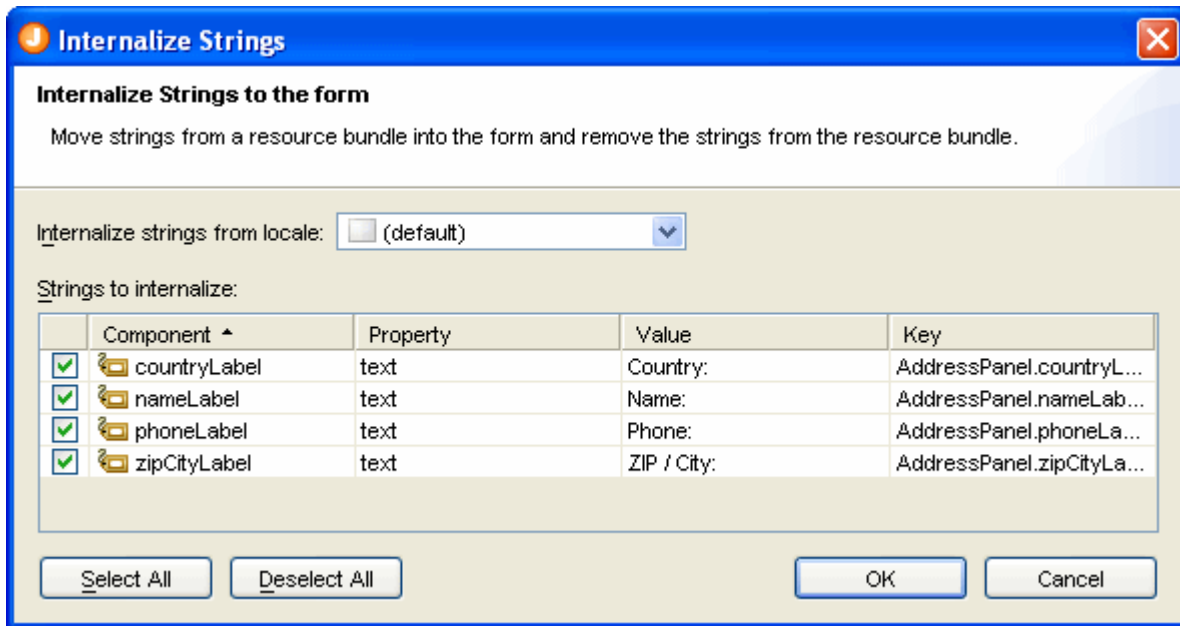 Internalize Strings
Internalize Strings to the form
Move strings from a resource bundle into the form and remove the strings from the resource bundle.
Internalize strings from locale: (default)
Strings to internalize:
Component Property Value Key
countryLabel text Country: AddressPanel.countryL...
nameLabel text Name: AddressPanel.nameLab...
phoneLabel text Phone: AddressPanel.phoneLa...
zipCityLabel text ZIP / City: AddressPanel.zipCityLa...
Select All Deselect All OK Cancel